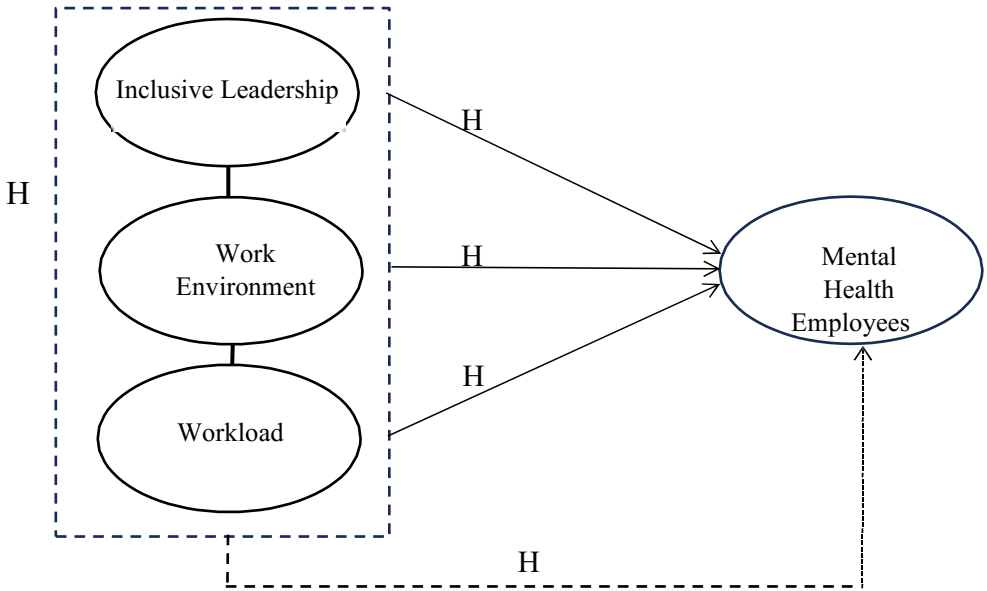 Inclusive Leadership
H
H
Work
Environment
H
Mental
Health
Employees
H
Workload
H